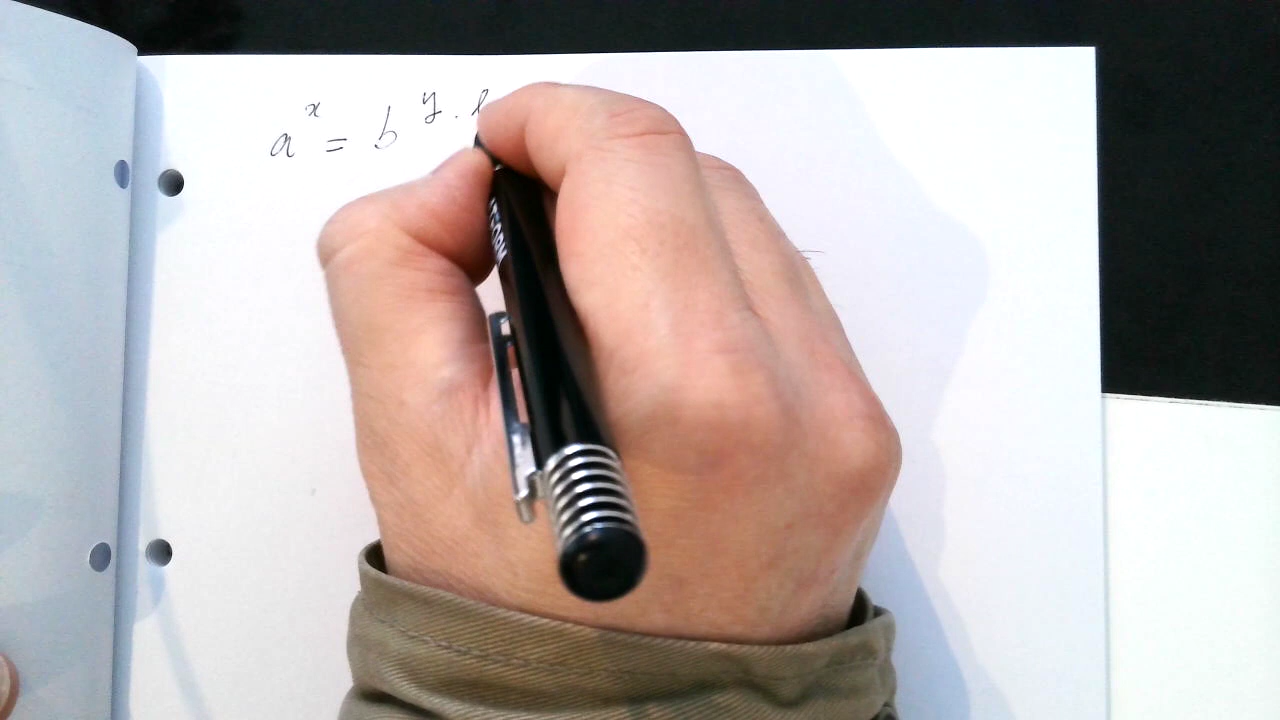 a^x = b^y .